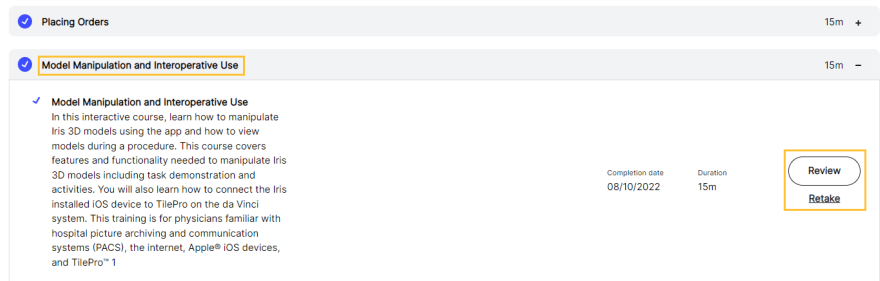 Placing Orders 15m +
Model Manipulation and Interoperative Use 15m −
Model Manipulation and Interoperative Use
In this interactive course, learn how to manipulate
Iris 3D models using the app and how to view
models during a procedure. This course covers
features and functionality needed to manipulate Iris
3D models including task demonstration and
activities. You will also learn how to connect the Iris
installed iOS device to TilePro on the da Vinci
system. This training is for physicians familiar with
hospital picture archiving and communication
systems (PACS), the internet, Apple® iOS devices,
and TilePro™ 1
Completion date Duration
08/10/2022 15m
Review
Retake